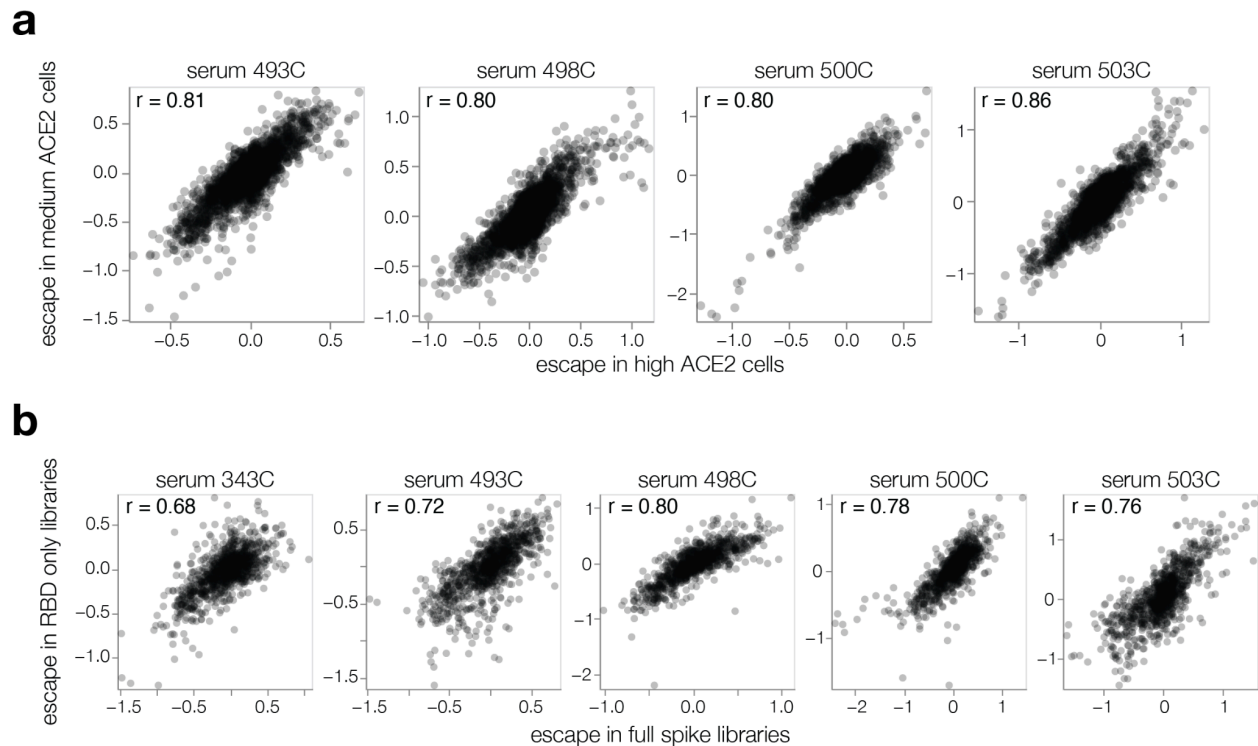 a
serum 493C serum 498C serum 500C serum 503C
r = 0.81 r = 0.80 r = 0.80 r = 0.86
escape in medium ACE2 cells
0.5 0.0 −0.5 −1.0 −1.5
1.0 0.5 0.0 −0.5 −1.0
1 0 −1 −2
1 0 −1
−0.5 0.0 0.5 −1.0 −0.5 0.0 0.5 1.0 −1.0 −0.5 0.0 0.5 −1 0 1
escape in high ACE2 cells
b
serum 343C serum 493C serum 498C serum 500C serum 503C
r = 0.68 r = 0.72 r = 0.80 r = 0.78 r = 0.76
escape in RBD only libraries
0.5 0.0 −0.5 −1.0
0.5 −0.5 −1.5
1 0 −1 −2
1 0 −1
1 0 −1
−1.5 −0.5 0.5 −1.5 −0.5 0.5 −1.0 0.0 1.0 −2 −1 0 1 −1 0 1
escape in full spike libraries